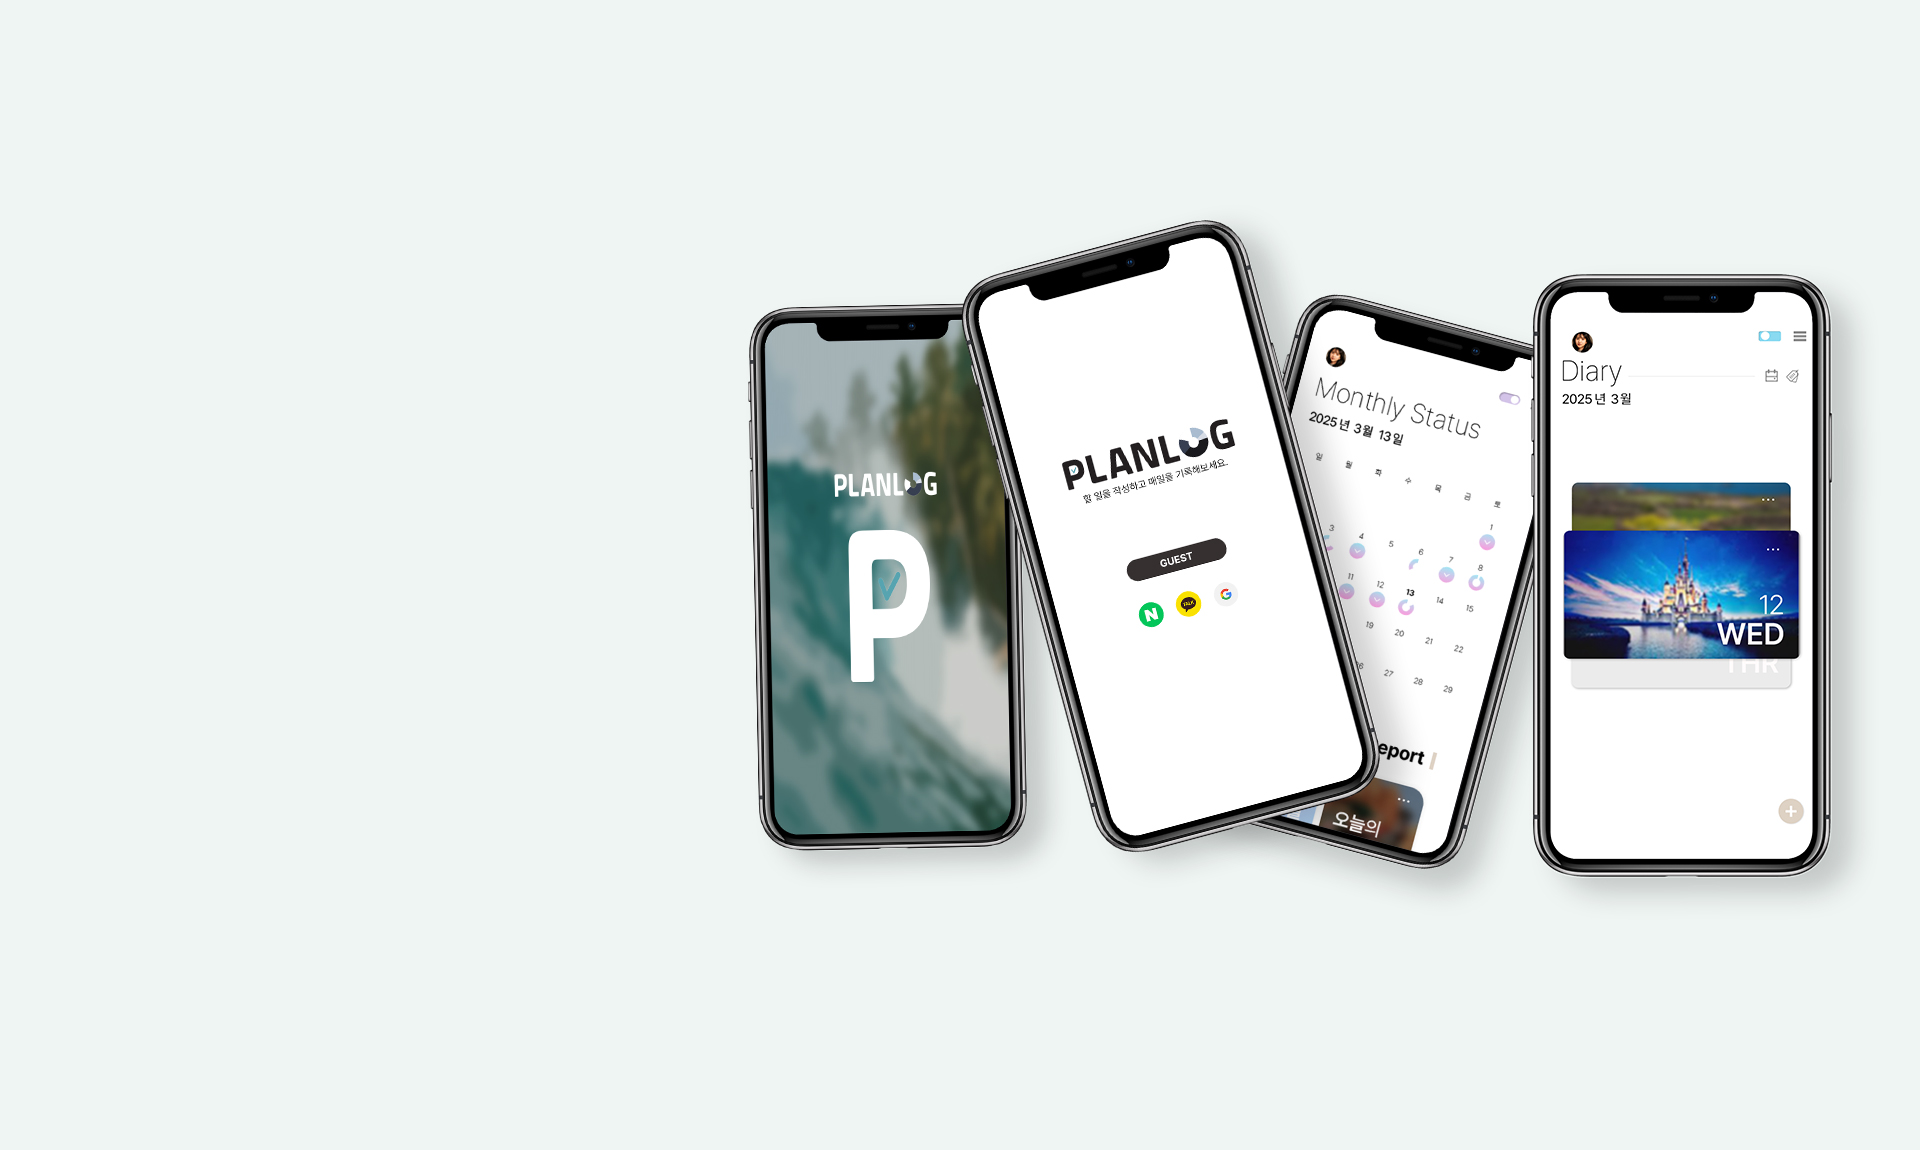 PLANLOG
P
PLANLOG
할 일을 작성하고 매일을 기록해보세요.
GUEST
N
TALK
G
Monthly Status
2025년 3월 13일
일 월 화 수 목 금 토
1
3 4 5 6 7 8
11 12 13 14 15
19 20 21 22
26 27 28 29
eport
오늘의
Diary
2025년 3월
12
WED
THR